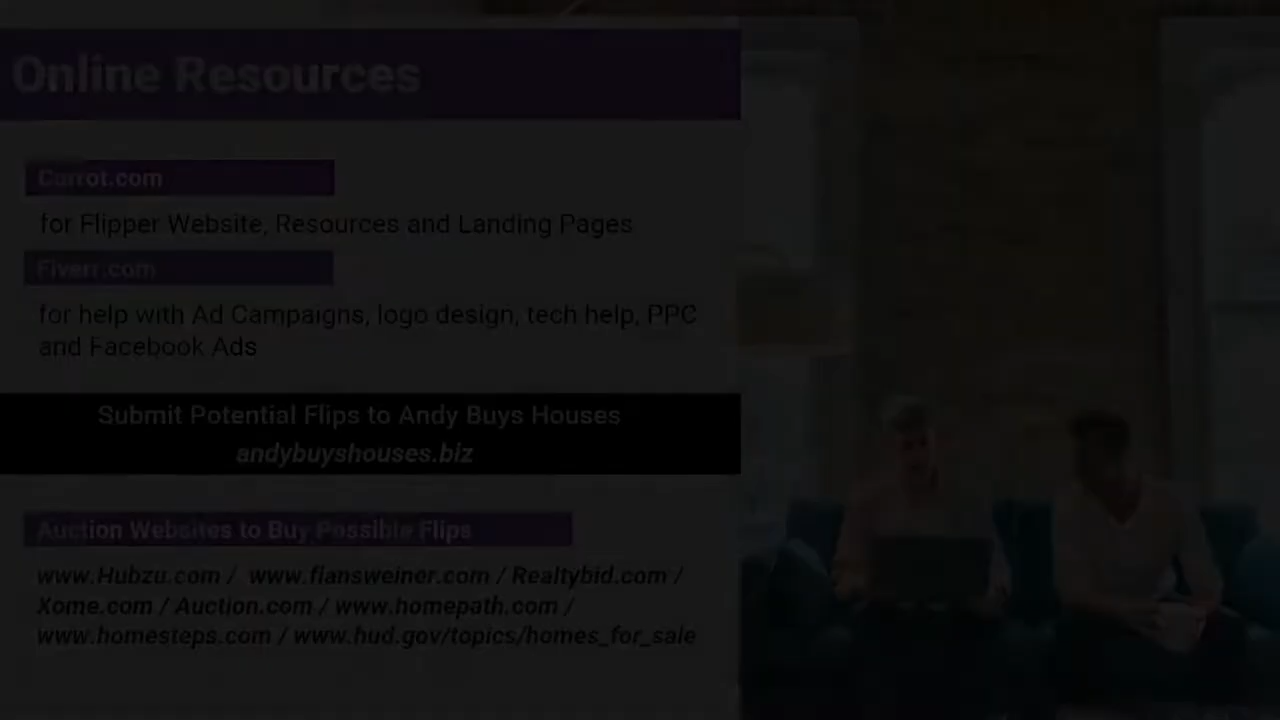 Online Resources
Carrot.com
for Flipper Website, Resources and Landing Pages
Fiverr.com
for help with Ad Campaigns, logo design, tech help, PPC
and Facebook Ads
Submit Potential Flips to Andy Buys Houses
andybuyshouses.biz
Auction Websites to Buy Possible Flips
www.Hubzu.com / www.flansweiner.com / Realtybid.com /
Xome.com / Auction.com / www.homepath.com /
www.homesteps.com / www.hud.gov/topics/homes_for_sale